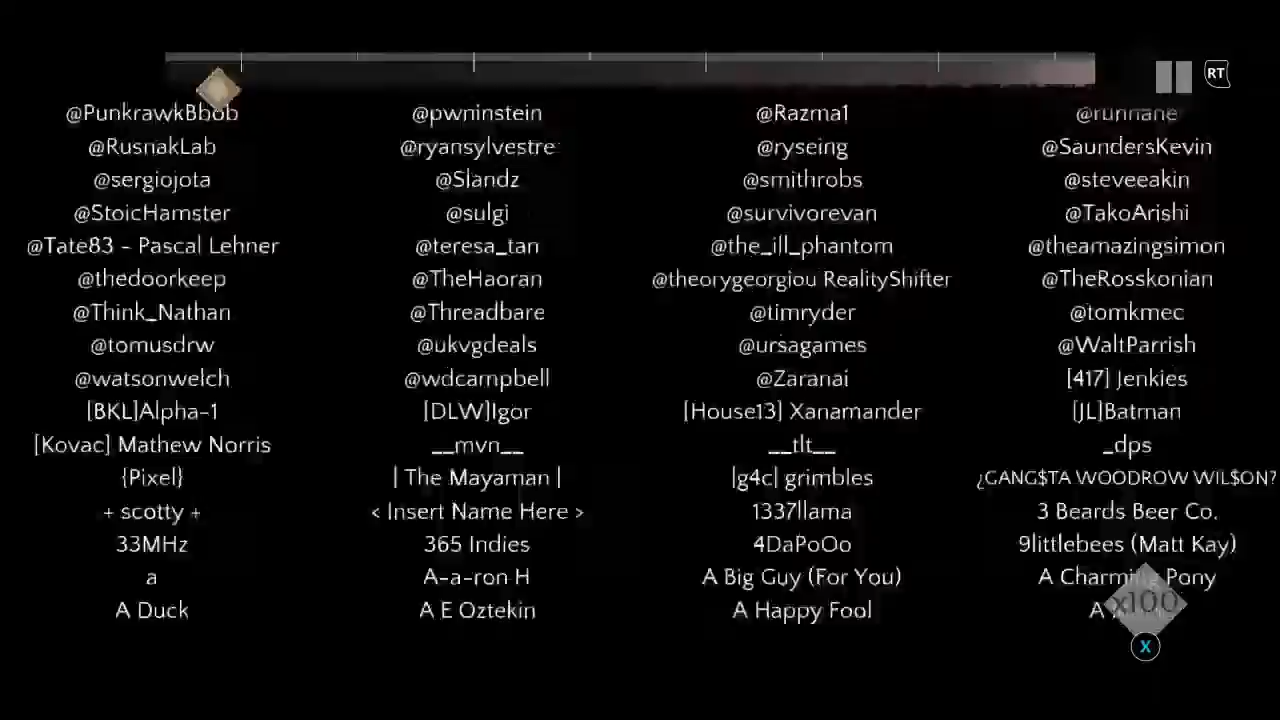 RT
@PunkrawkBbob @pwninstein @Razma1 @runnane
@RusnakLab @ryansylvestre @ryseing @SaundersKevin
@sergiojota @Slandz @smithrobs @steveeakin
@StoicHamster @sulgi @survivorevan @TakoArishi
@Tate83 - Pascal Lehner @teresa_tan @the_ill_phantom @theamazingsimon
@thedoorkeep @TheHaoran @theorygeorgiou RealityShifter @TheRosskonian
@Think_Nathan @Threadbare @timryder @tomkmec
@tomusdrw @ukvgdeals @ursagames @WaltParrish
@watsonwelch @wdcampbell @Zaranai [417] Jenkies
[BKL]Alpha-1 [DLW]Igor [House13] Xanamander [JL]Batman
[Kovac] Mathew Norris __mvn__ __tlt__ _dps
{Pixel} | The Mayaman | |g4c| grimbles ¿GANG$TA WOODROW WIL$ON?
+ scotty + < Insert Name Here > 1337llama 3 Beards Beer Co.
33MHz 365 Indies 4DaPoOo 9littlebees (Matt Kay)
a A-a-ron H A Big Guy (For You) A Charming Pony
A Duck A E Oztekin A Happy Fool A
x100
X